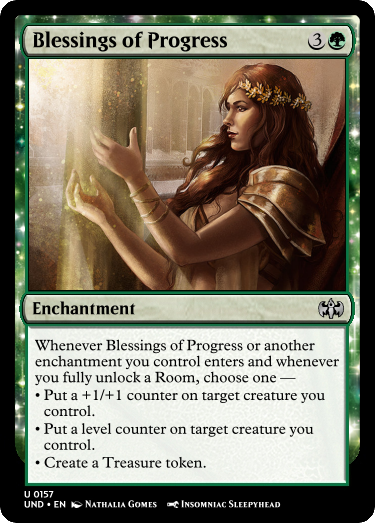 Blessings of Progress 3
Enchantment
Whenever Blessings of Progress or another
enchantment you control enters and whenever
you fully unlock a Room, choose one —
• Put a +1/+1 counter on target creature you
control.
• Put a level counter on target creature you
control.
• Create a Treasure token.
U 0157
UND • EN Nathalia Gomes Insomniac Sleepyhead